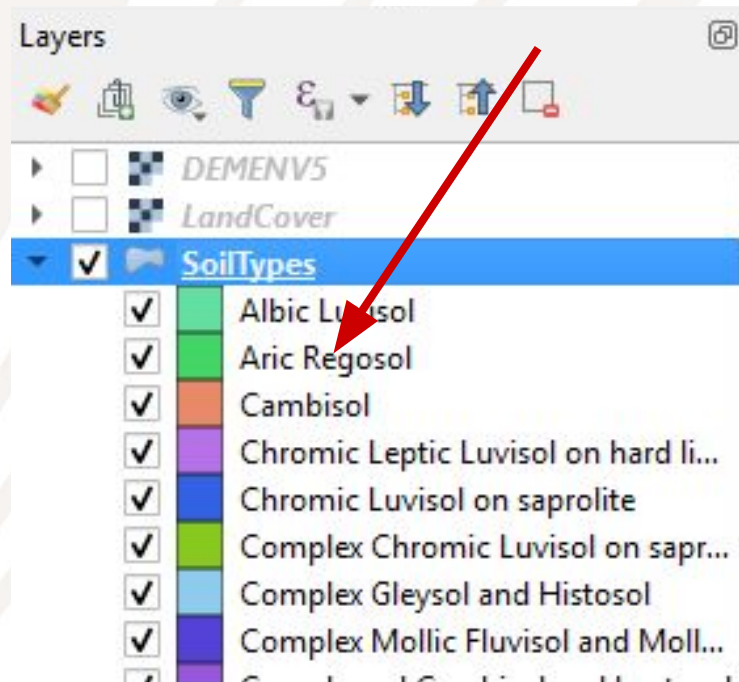 Layers
DEMENV5
LandCover
SoilTypes
Albic Luvisol
Aric Regosol
Cambisol
Chromic Leptic Luvisol on hard li...
Chromic Luvisol on saprolite
Complex Chromic Luvisol on sapr...
Complex Gleysol and Histosol
Complex Mollic Fluvisol and Moll...